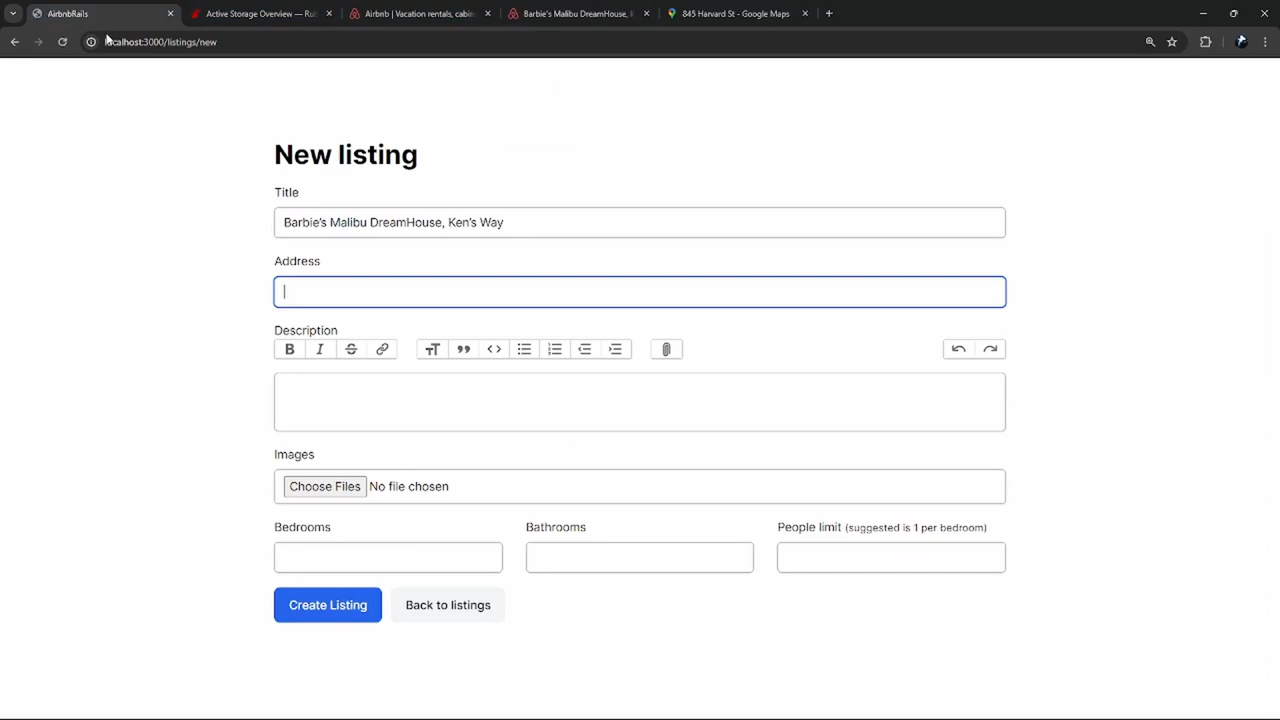 AirbnbRails
Active Storage Overview — Ru
Airbnb | Vacation rentals, cabin
Barbie's Malibu DreamHouse,
845 Harvard St - Google Maps
localhost:3000/listings/new
New listing
Title
Barbie's Malibu DreamHouse, Ken's Way
Address
Description
Images
Choose Files No file chosen
Bedrooms
Bathrooms
People limit (suggested is 1 per bedroom)
Create Listing
Back to listings